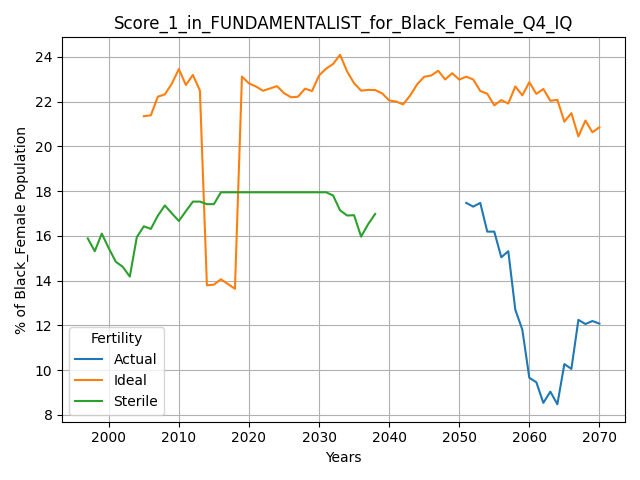 Score_1_in_FUNDAMENTALIST_for_Black_Female_Q4_IQ
% of Black_Female Population
24
22
20
18
16
14
12
10
8
Fertility
Actual
Ideal
Sterile
2000 2010 2020 2030 2040 2050 2060 2070
Years